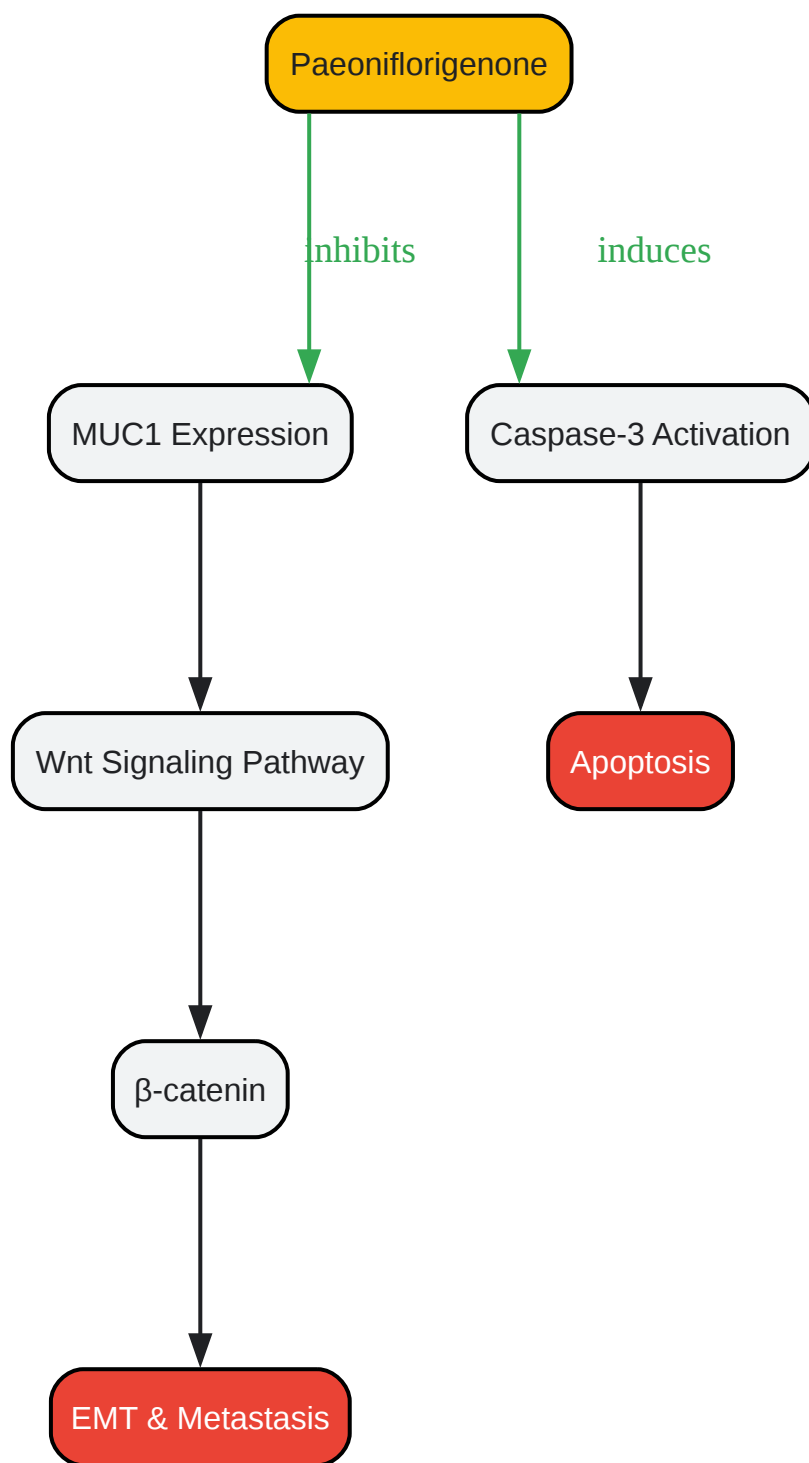 Paeoniflorigenone
inhibits
induces
MUC1 Expression
Caspase-3 Activation
Wnt Signaling Pathway
Apoptosis
β-catenin
EMT & Metastasis